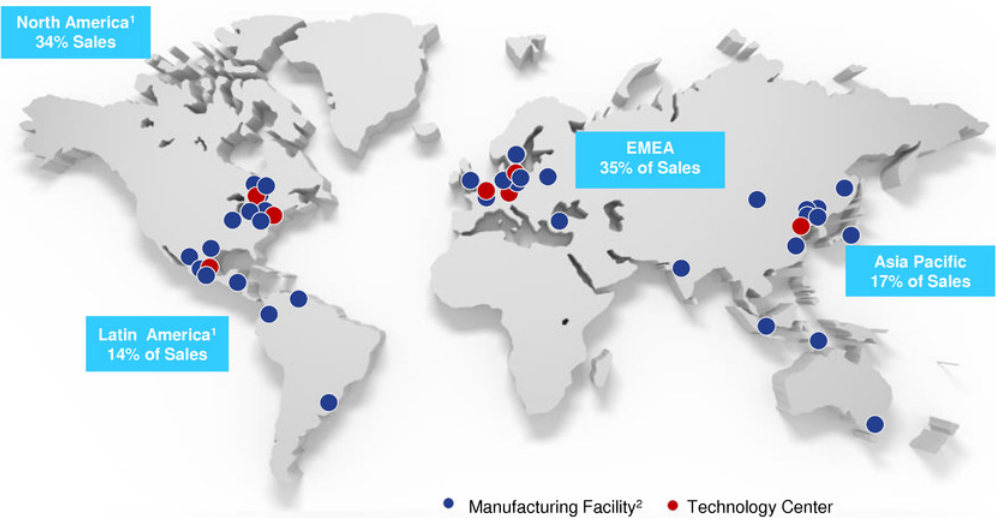 North America¹
34% Sales
EMEA
35% of Sales
Asia Pacific
17% of Sales
Latin America¹
14% of Sales
Manufacturing Facility²
Technology Center